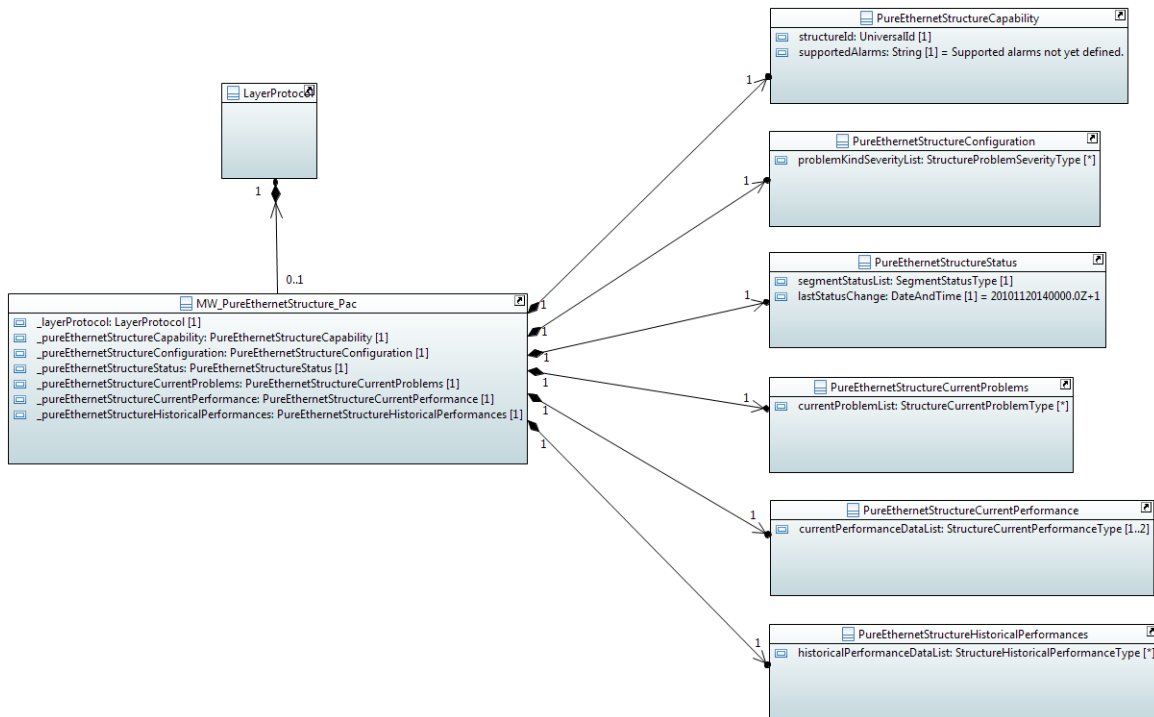 PureEthernetStructureCapability
structureId: UniversalId [1]
supportedAlarms: String [1] = Supported alarms not yet defined.
1
LayerProtocol
1
PureEthernetStructureConfiguration
problemKindSeverityList: StructureProblemSeverityType [*]
1
0..1
PureEthernetStructureStatus
segmentStatusList: SegmentStatusType [1]
lastStatusChange: DateAndTime [1] = 20101120140000.0Z+1
1
MW_PureEthernetStructure_Pac
_layerProtocol: LayerProtocol [1]
_pureEthernetStructureCapability: PureEthernetStructureCapability [1]
_pureEthernetStructureConfiguration: PureEthernetStructureConfiguration [1]
_pureEthernetStructureStatus: PureEthernetStructureStatus [1]
_pureEthernetStructureCurrentProblems: PureEthernetStructureCurrentProblems [1]
_pureEthernetStructureCurrentPerformance: PureEthernetStructureCurrentPerformance [1]
_pureEthernetStructureHistoricalPerformances: PureEthernetStructureHistoricalPerformances [1]
1
1
1
1
1
1
PureEthernetStructureCurrentProblems
currentProblemList: StructureCurrentProblemType [*]
1
PureEthernetStructureCurrentPerformance
currentPerformanceDataList: StructureCurrentPerformanceType [1..2]
1
PureEthernetStructureHistoricalPerformances
historicalPerformanceDataList: StructureHistoricalPerformanceType [*]
1